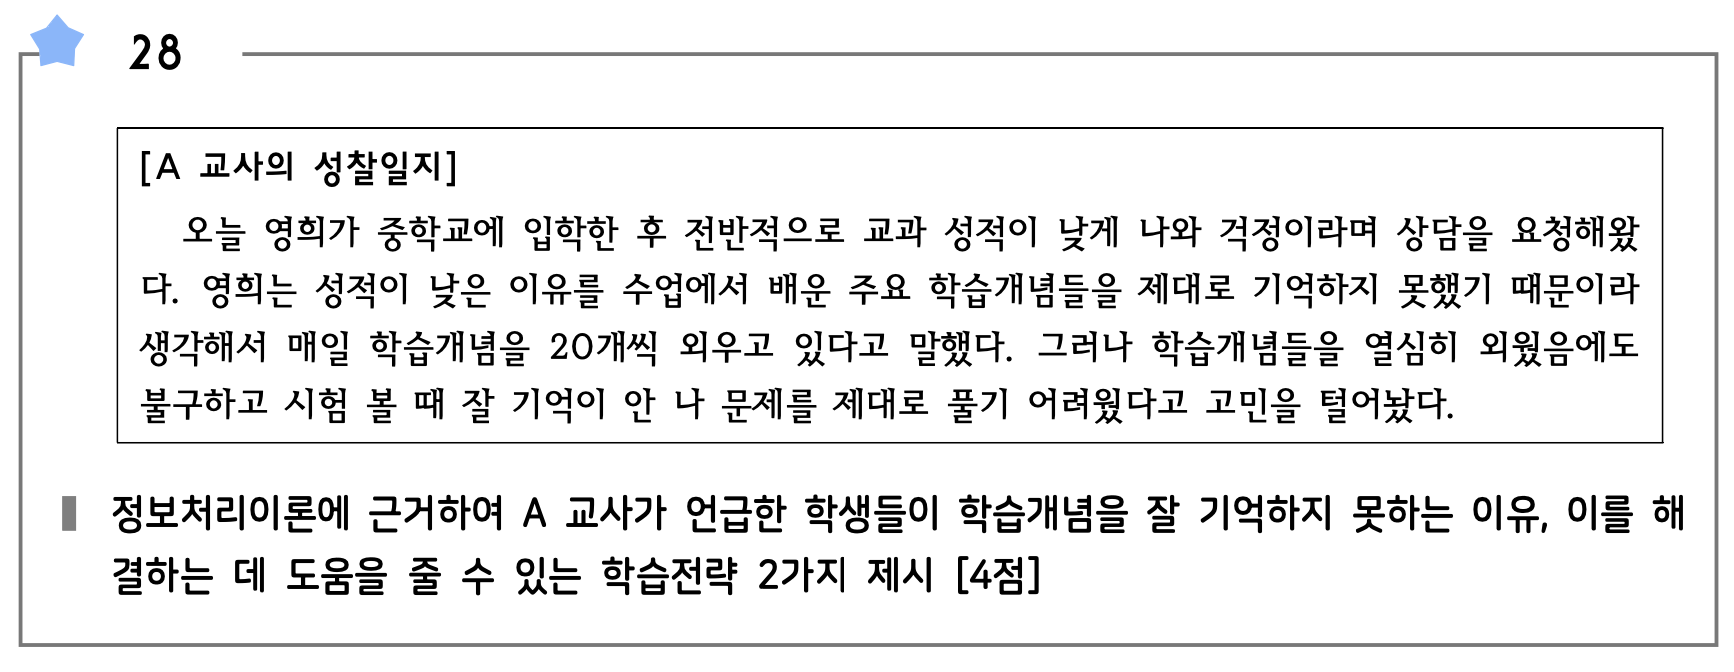 28
[A 교사의 성찰일지]
오늘 영희가 중학교에 입학한 후 전반적으로 교과 성적이 낮게 나와 걱정이라며 상담을 요청해왔
다. 영희는 성적이 낮은 이유를 수업에서 배운 주요 학습개념들을 제대로 기억하지 못했기 때문이라
생각해서 매일 학습개념을 20개씩 외우고 있다고 말했다. 그러나 학습개념들을 열심히 외웠음에도
불구하고 시험 볼 때 잘 기억이 안 나 문제를 제대로 풀기 어려웠다고 고민을 털어놨다.
정보처리이론에 근거하여 A 교사가 언급한 학생들이 학습개념을 잘 기억하지 못하는 이유, 이를 해
결하는 데 도움을 줄 수 있는 학습전략 2가지 제시 [4점]